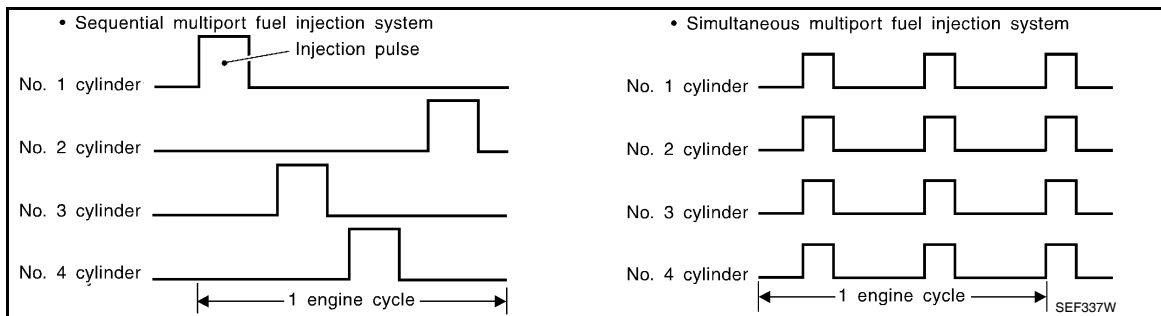 • Sequential multiport fuel injection system
Injection pulse
No. 1 cylinder
No. 2 cylinder
No. 3 cylinder
No. 4 cylinder
1 engine cycle
• Simultaneous multiport fuel injection system
No. 1 cylinder
No. 2 cylinder
No. 3 cylinder
No. 4 cylinder
1 engine cycle
SEF337W